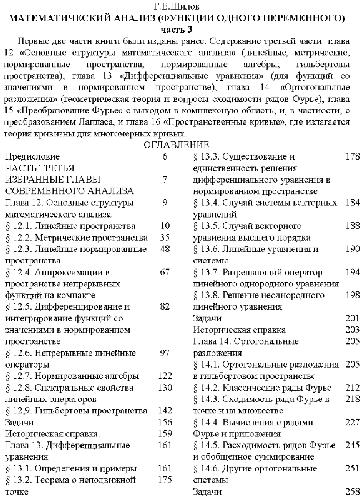 Г.Е.Шилов
МАТЕМАТИЧЕСКИЙ АНАЛИЗ (ФУНКЦИИ ОДНОГО ПЕРЕМЕННОГО)
часть 3
Первые две части книги были изданы ранее. Содержание третьей части: глава
12 «Основные структуры математического анализа» (линейные, метрические,
нормированные пространства, нормированные алгебры, гильбертовы
пространства), глава 13 «Дифференциальные уравнения» (для функций со
значениями в нормированном пространстве), глава 14 «Ортогональные
разложения» (геометрическая теория и вопросы сходимости рядов Фурье), глава
15 «Преобразование Фурье» с выходом в комплексную область, и, в частности, о
преобразовании Лапласа, и глава 16 «Пространственные кривые», где излагается
теория кривизны для многомерных кривых.
ОГЛАВЛЕНИЕ
Предисловие 6
ЧАСТЬ ТРЕТЬЯ 7
ИЗБРАННЫЕ ГЛАВЫ
СОВРЕМЕННОГО АНАЛИЗА
Глава 12. Основные структуры 9
математического анализа
§ 12.1. Линейные пространства 10
§ 12.2. Метрические пространства 35
§ 12.3. Линейные нормированные 48
пространства
§ 12.4. Аппроксимации в 67
пространстве непрерывных
функций на компакте
§ 12.5. Дифференцирование и 82
интегрирование функций со
значениями в нормированном
пространстве
§ 12.6. Непрерывные линейные 97
операторы
§ 12.7. Нормированные алгебры 122
§ 12.8. Спектральные свойства 130
линейных операторов
§ 12.9. Гильбертовы пространства 142
Задачи 156
Историческая справка 159
Глава 13. Дифференциальные 161
уравнения
§ 13.1. Определения и примеры 161
§ 13.2. Теорема о неподвижной 175
точке
§ 13.3. Существование и 178
единственность решения
дифференциального уравнения в
нормированном пространстве
§ 13.4. Случай системы векторных 184
уравнений
§ 13.5. Случай векторного 188
уравнения высшего порядка
§ 13.6. Линейные уравнения и 190
системы
§ 13.7. Разрешающий оператор 194
линейного однородного уравнения
§ 13.8. Решение неоднородного 198
линейного уравнения
Задачи 201
Историческая справка 203
Глава 14. Ортогональные 205
разложения
§ 14.1. Ортогональные разложения 205
в гильбертовом пространстве
§ 14.2. Классические ряды Фурье 212
§ 14.3. Сходимость ряда Фурье в 218
точке и на множестве
§ 14.4. Вычисления с рядами 227
Фурье и приложения
§ 14.5. Расходимость рядов Фурье 245
и обобщенное суммирование
§ 14.6. Другие ортогональные 251
системы
Задачи 258